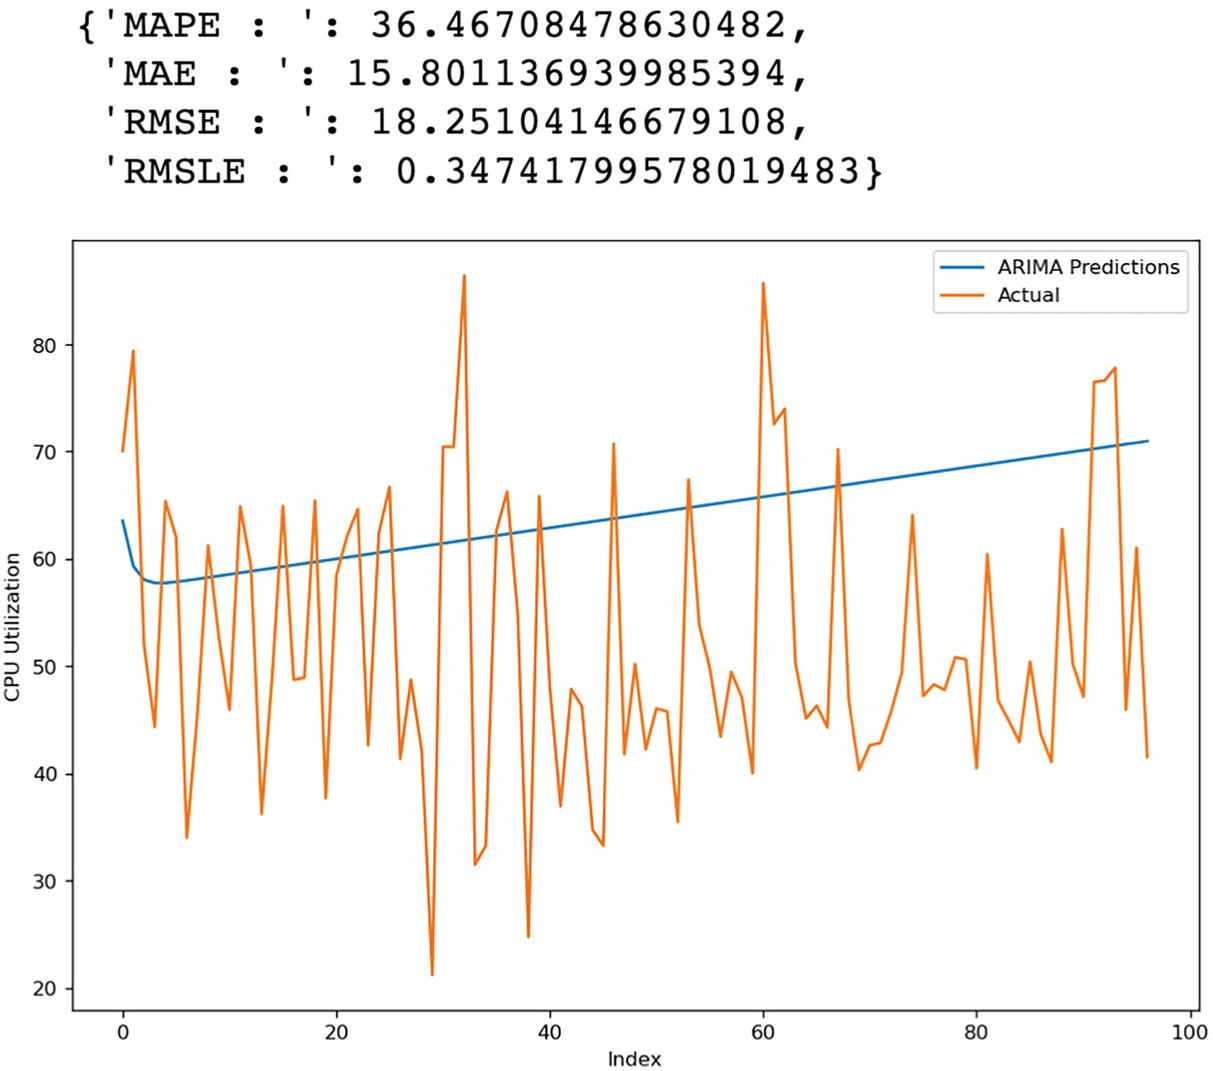 {'MAPE : ': 36.46708478630482,
'MAE : ': 15.801136939985394,
'RMSE : ': 18.25104146679108,
'RMSLE : ': 0.34741799578019483}
ARIMA Predictions
Actual
80
70
60
50
40
30
20
CPU Utilization
0 20 40 60 80 100
Index